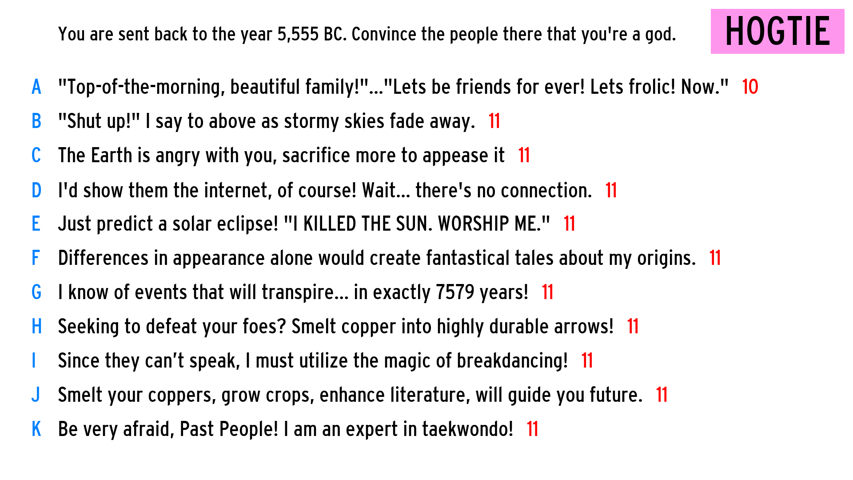 You are sent back to the year 5,555 BC. Convince the people there that you're a god.
HOGTIE
A "Top-of-the-morning, beautiful family!"..."Lets be friends for ever! Lets frolic! Now." 10
B "Shut up!" I say to above as stormy skies fade away. 11
C The Earth is angry with you, sacrifice more to appease it 11
D I'd show them the internet, of course! Wait... there's no connection. 11
E Just predict a solar eclipse! "I KILLED THE SUN. WORSHIP ME." 11
F Differences in appearance alone would create fantastical tales about my origins. 11
G I know of events that will transpire... in exactly 7579 years! 11
H Seeking to defeat your foes? Smelt copper into highly durable arrows! 11
I Since they can't speak, I must utilize the magic of breakdancing! 11
J Smelt your coppers, grow crops, enhance literature, will guide you future. 11
K Be very afraid, Past People! I am an expert in taekwondo! 11